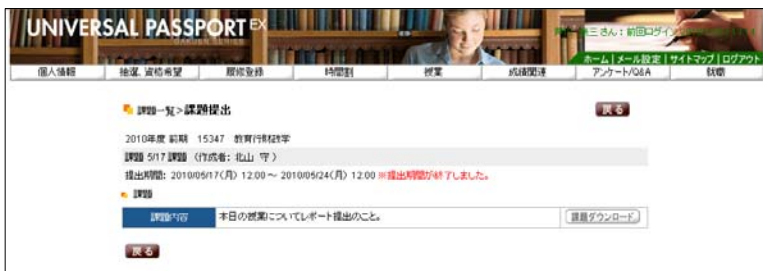 UNIVERSAL PASSPORT EX
三さん：前回ログイン
ホーム | メール設定 | サイトマップ | ログアウト
個人情報 抽選、資格希望 履修登録 時間割 授業 成績関連 アンケート/Q&A 就職
課題一覧>課題提出 戻る
2010年度 前期 15347 教育行財政学
課題 5/17 課題 (作成者: 北山 守)
提出期間: 2010/05/17(月) 12:00 ～ 2010/05/24(月) 12:00 ※提出期間が終了しました。
課題
課題内容 本日の授業についてレポート提出のこと。 課題ダウンロード
戻る